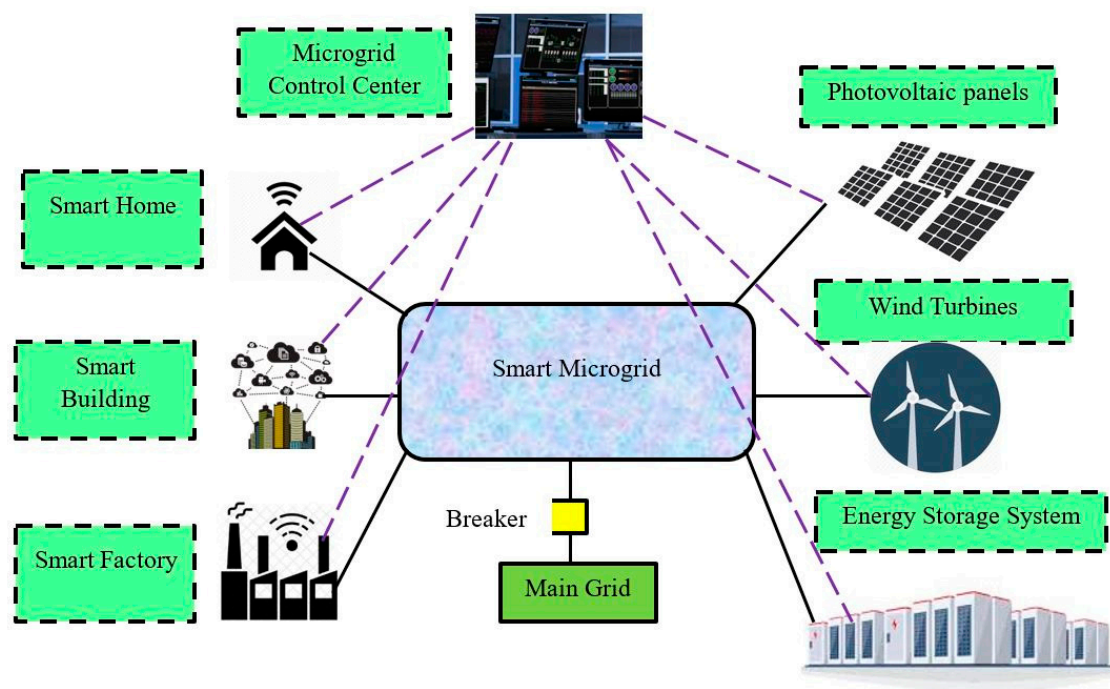 Microgrid
Control Center
Photovoltaic panels
Smart Home
Wind Turbines
Smart Microgrid
Smart
Building
Energy Storage System
Breaker
Smart Factory
Main Grid